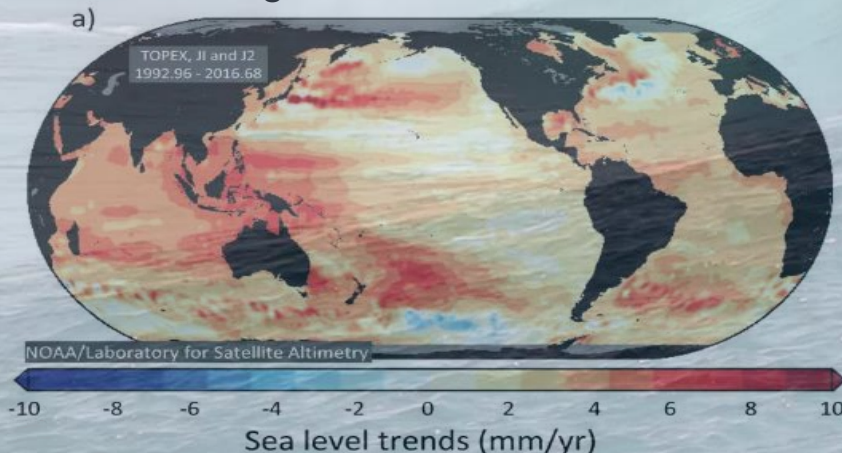 a)
TOPEX, J1 and J2
1992.96 - 2016.68
NOAA/Laboratory for Satellite Altimetry
-10 -8 -6 -4 -2 0 2 4 6 8 10
Sea level trends (mm/yr)